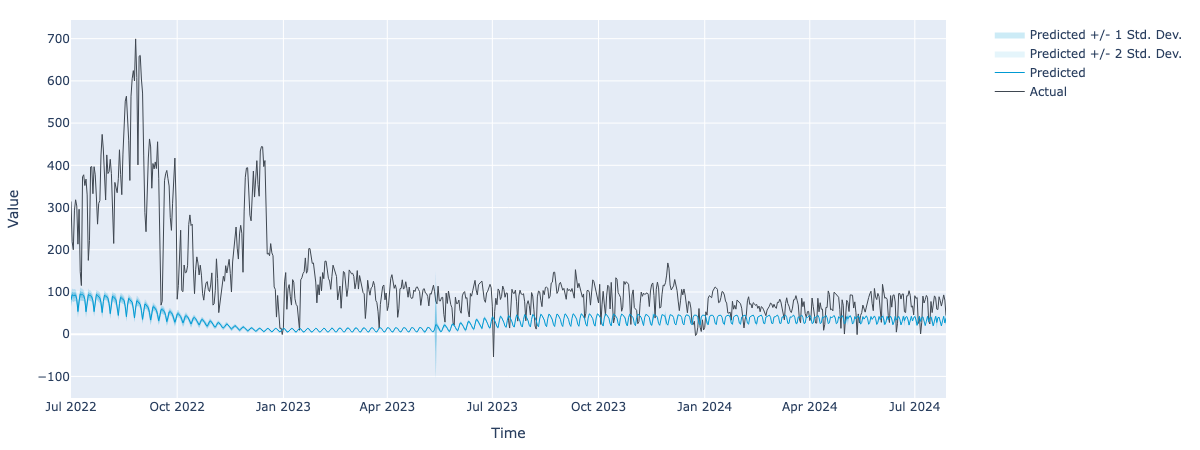 700
600
500
400
300
200
100
0
−100
Value
Jul 2022
Oct 2022
Jan 2023
Apr 2023
Jul 2023
Oct 2023
Jan 2024
Apr 2024
Jul 2024
Time
Predicted +/- 1 Std. Dev.
Predicted +/- 2 Std. Dev.
Predicted
Actual